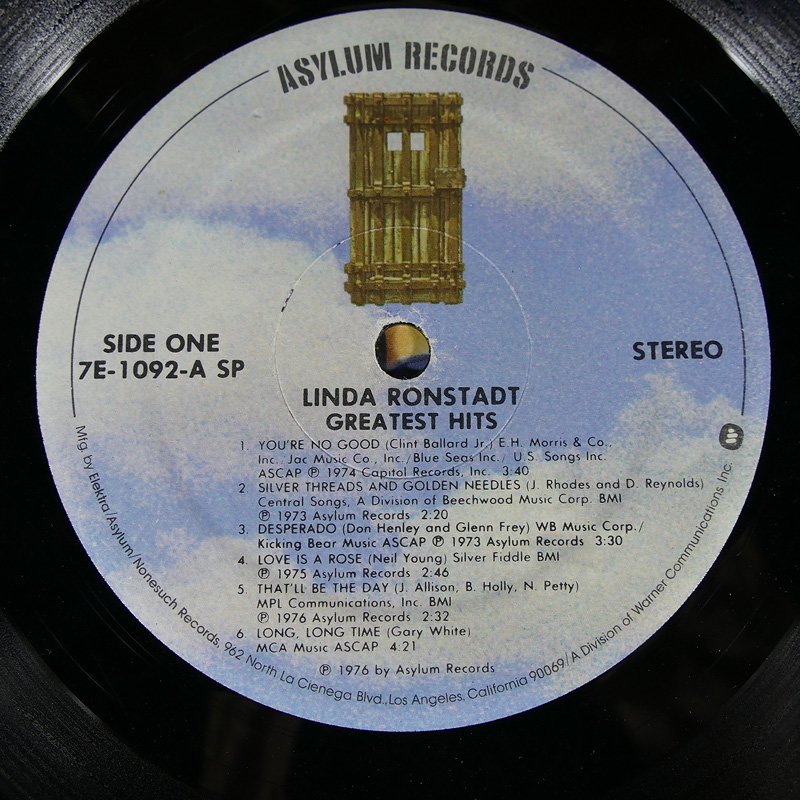 ASYLUM RECORDS
SIDE ONE
7E-1092-A SP
STEREO
LINDA RONSTADT
GREATEST HITS
1. YOU'RE NO GOOD (Clint Ballard Jr.) E.H. Morris & Co.,
Inc., Jac Music Co., Inc./Blue Seas Inc./ U.S. Songs Inc.
ASCAP ℗ 1974 Capitol Records, Inc. 3:40
2. SILVER THREADS AND GOLDEN NEEDLES (J. Rhodes and D. Reynolds)
Central Songs, A Division of Beechwood Music Corp. BMI
℗ 1973 Asylum Records 2:20
3. DESPERADO (Don Henley and Glenn Frey) WB Music Corp./
Kicking Bear Music ASCAP ℗ 1973 Asylum Records 3:30
4. LOVE IS A ROSE (Neil Young) Silver Fiddle BMI
℗ 1975 Asylum Records 2:46
5. THAT'LL BE THE DAY (J. Allison, B. Holly, N. Petty)
MPL Communications, Inc. BMI
℗ 1976 Asylum Records 2:32
6 LONG, LONG TIME (Gary White)
MCA Music ASCAP 4:21
℗ 1976 by Asylum Records
Mfg. by Elektra/Asylum/Nonesuch Records, 962 North La Cienega Blvd., Los Angeles, California 90069/A Division of Warner Communications Inc.